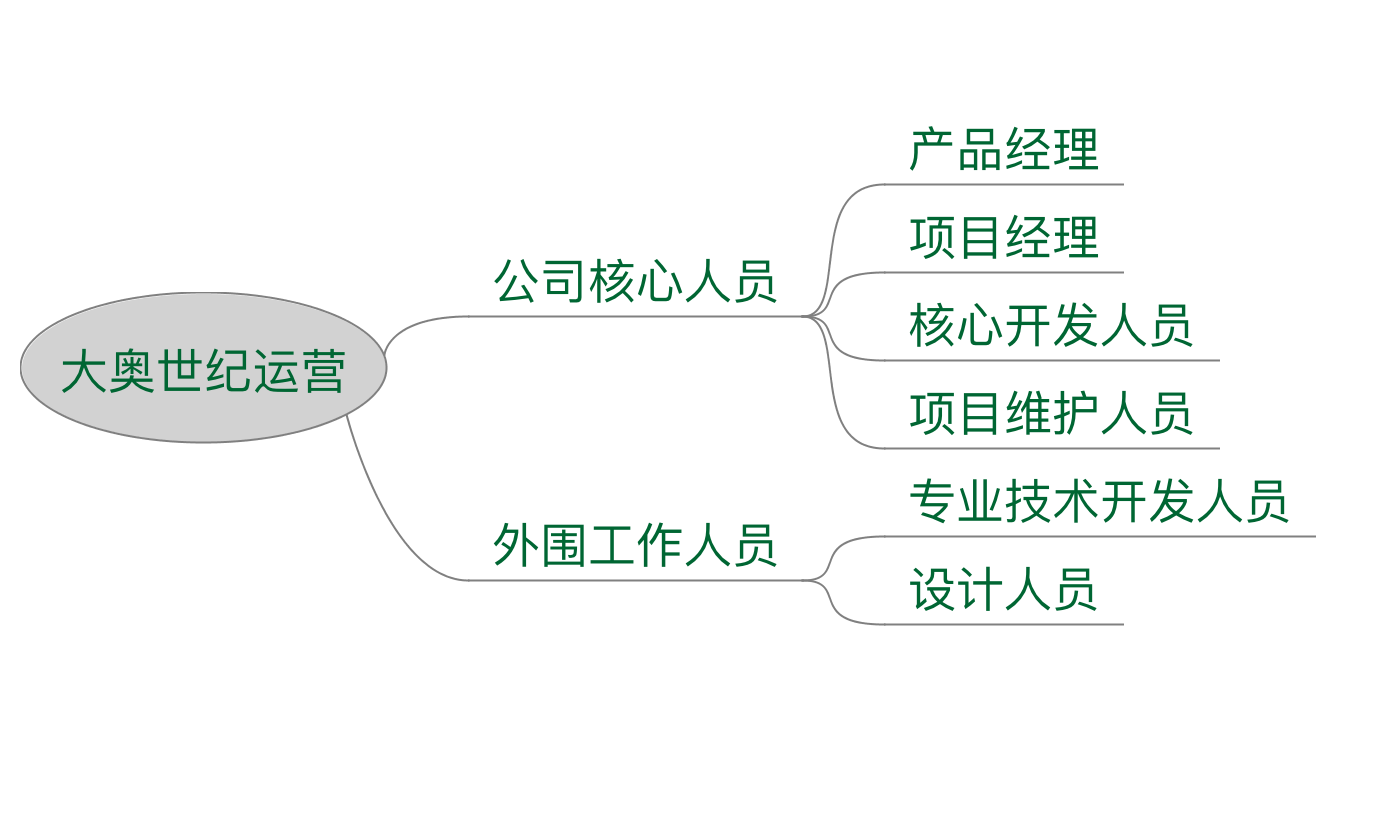 大奥世纪运营
公司核心人员
产品经理
项目经理
核心开发人员
项目维护人员
外围工作人员
专业技术开发人员
设计人员